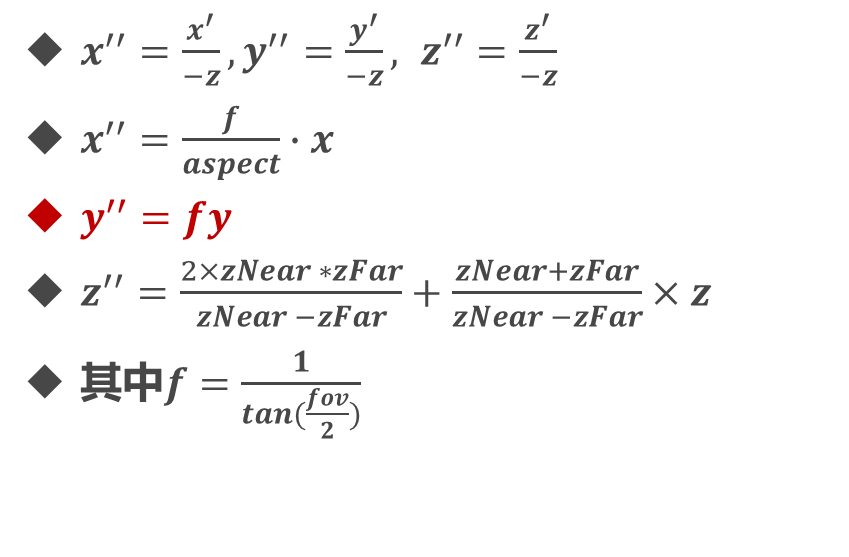 ◆ x'' = x'/−z, y'' = y'/−z, z'' = z'/−z
◆ x'' = f/aspect · x
◆ y'' = fy
◆ z'' = 2×zNear *zFar/zNear −zFar + zNear+zFar/zNear −zFar × z
◆ 其中f = 1/tan(fov/2)